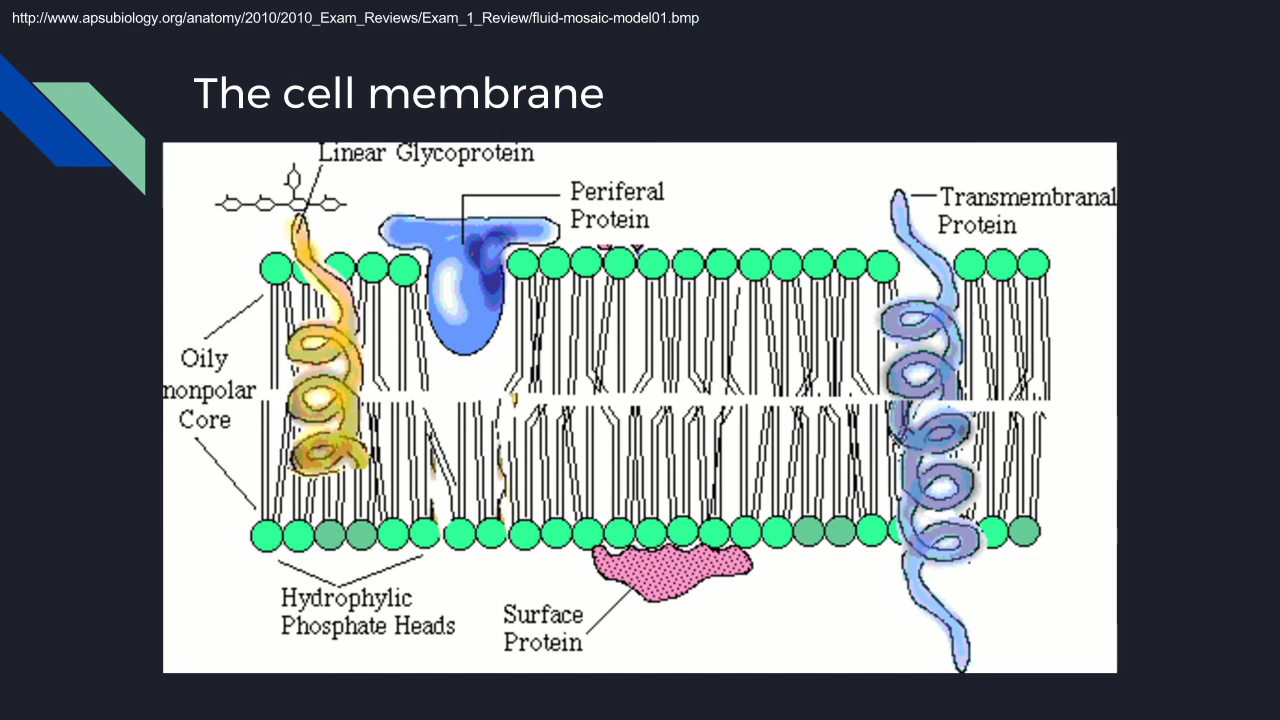 http://www.apsubiology.org/anatomy/2010/2010_Exam_Reviews/Exam_1_Review/fluid-mosaic-model01.bmp
The cell membrane
Linear Glycoprotein
Periferal
Protein
Transmembranal
Protein
Oily
nonpolar
Core
Hydrophylic
Phosphate Heads
Surface
Protein